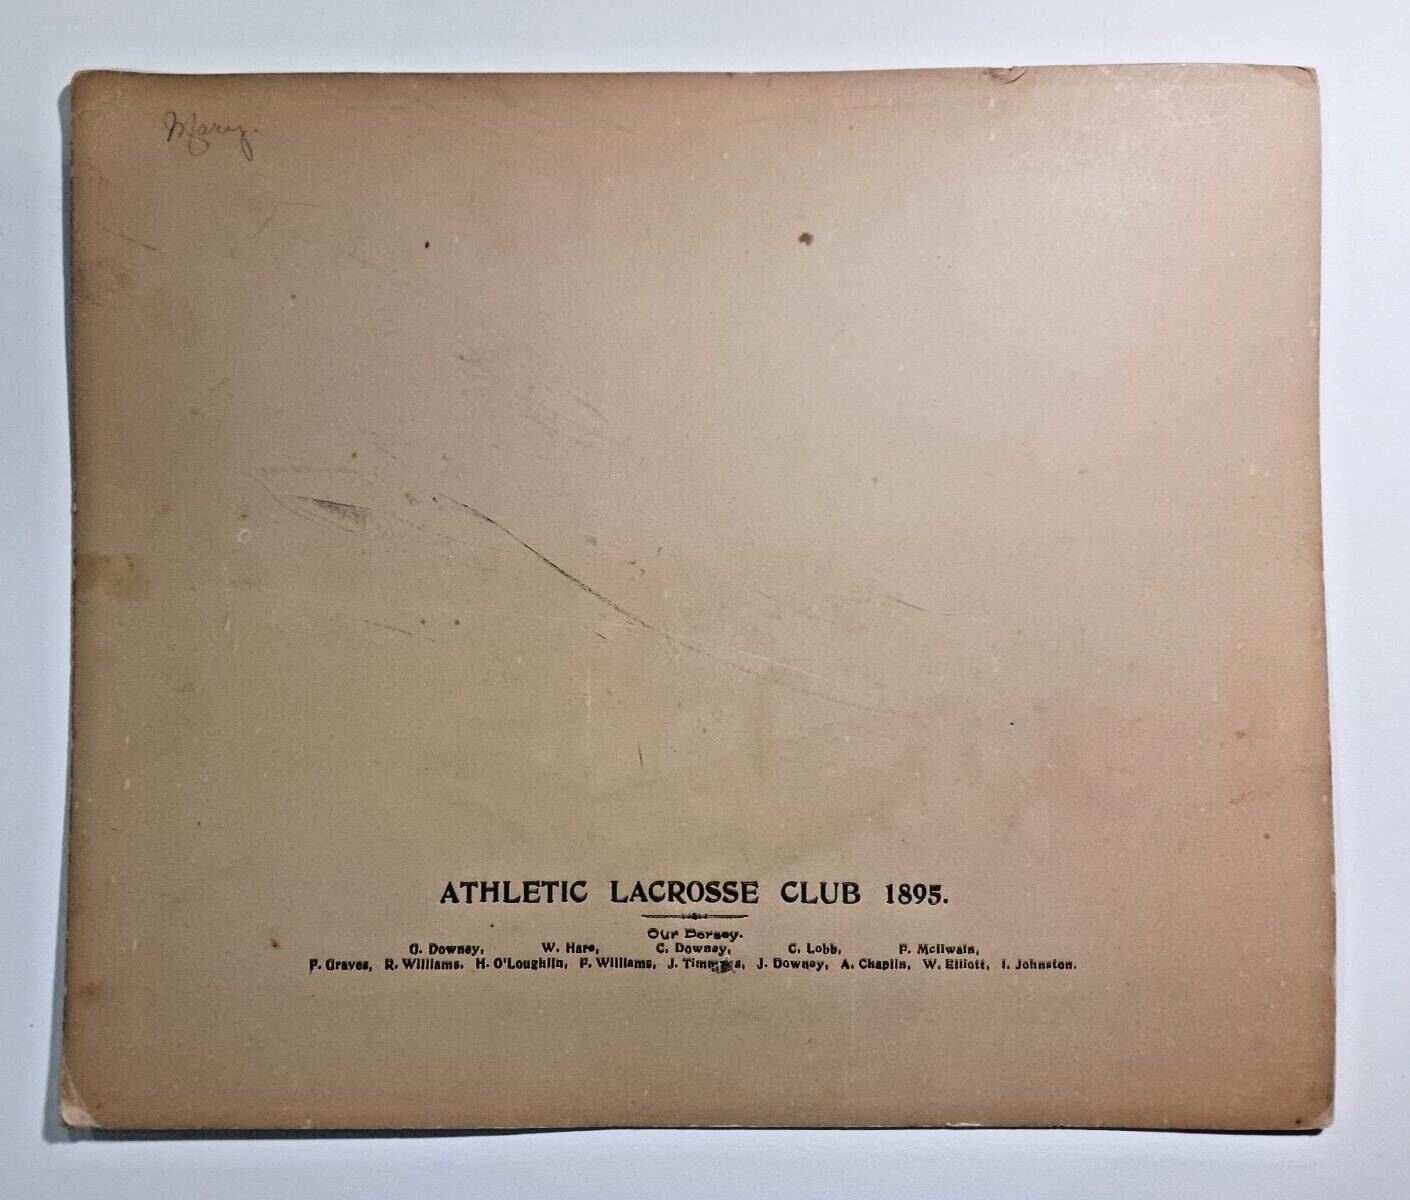 Mary.
ATHLETIC LACROSSE CLUB 1895.
Our Dorsey.
G. Downey, W. Hare, C. Downey, C. Lobb, F. McIlwain,
F. Graves, R. Williams, H. O'Loughlin, F. Williams, J. J. Downey, A. Chaplin, W. Elliott, I. Johnston.